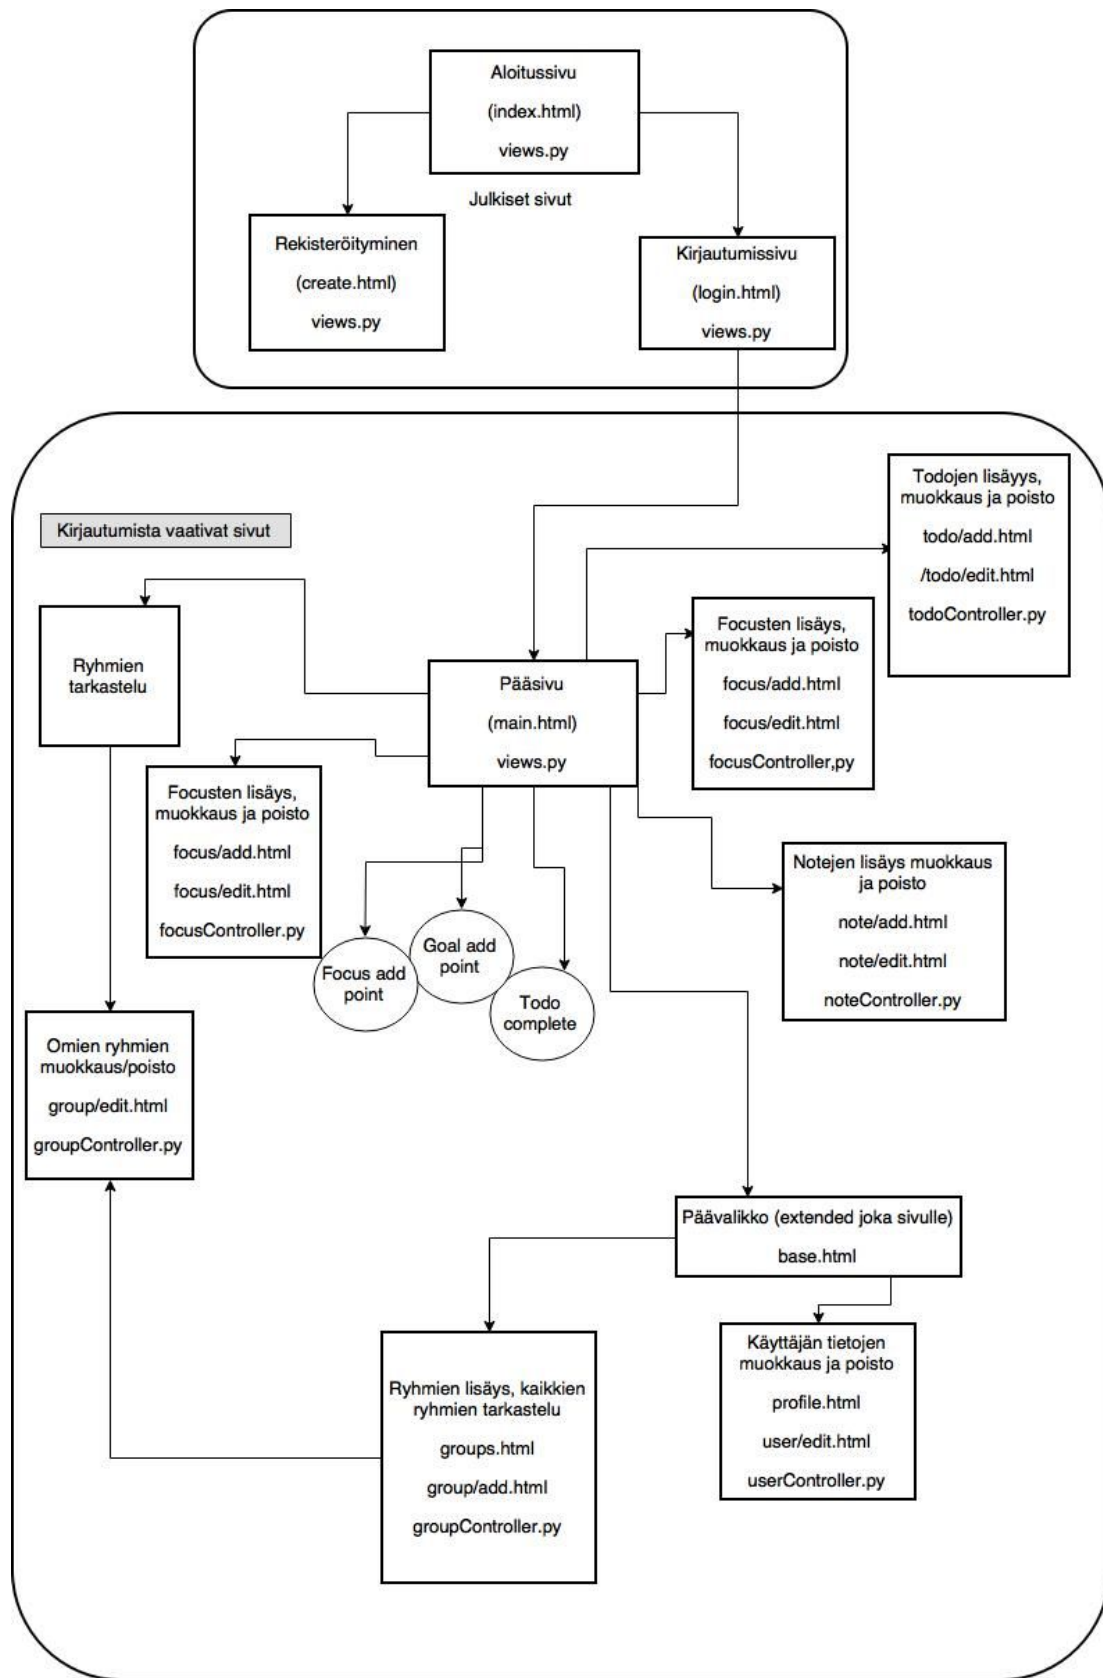 Aloitussivu
(index.html)
views.py
Julkiset sivut
Rekisteröityminen
(create.html)
views.py
Kirjautumissivu
(login.html)
views.py
Kirjautumista vaativat sivut
Todojen lisäyys,
muokkaus ja poisto
todo/add.html
/todo/edit.html
todoController.py
Ryhmien
tarkastelu
Pääsivu
(main.html)
views.py
Focusten lisäys,
muokkaus ja poisto
focus/add.html
focus/edit.html
focusController,py
Focusten lisäys,
muokkaus ja poisto
focus/add.html
focus/edit.html
focusController.py
Focus add
point
Goal add
point
Todo
complete
Notejen lisäys muokkaus
ja poisto
note/add.html
note/edit.html
noteController.py
Omien ryhmien
muokkaus/poisto
group/edit.html
groupController.py
Päävalikko (extended joka sivulle)
base.html
Ryhmien lisäys, kaikkien
ryhmien tarkastelu
groups.html
group/add.html
groupController.py
Käyttäjän tietojen
muokkaus ja poisto
profile.html
user/edit.html
userController.py